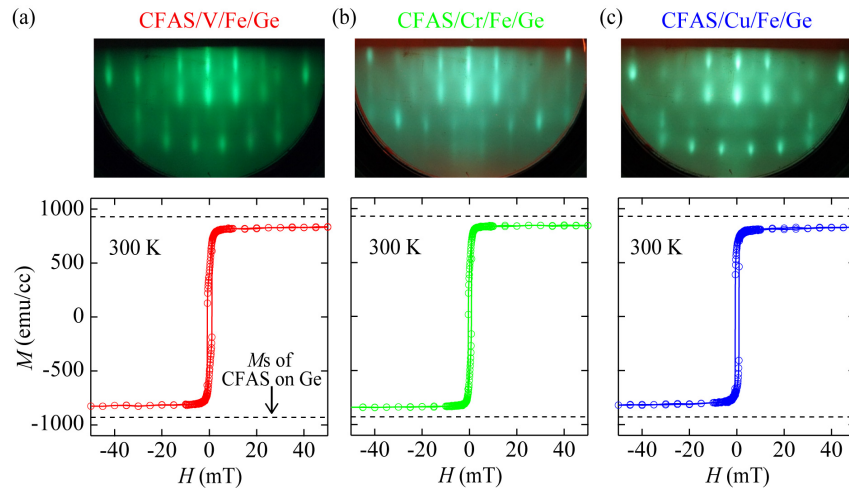 (a)
CFAS/V/Fe/Ge
(b)
CFAS/Cr/Fe/Ge
(c)
CFAS/Cu/Fe/Ge
1000
500
0
-500
-1000
M (emu/cc)
300 K
Ms of
CFAS on Ge
-40 -20 0 20 40
H (mT)
300 K
-40 -20 0 20 40
H (mT)
300 K
-40 -20 0 20 40
H (mT)